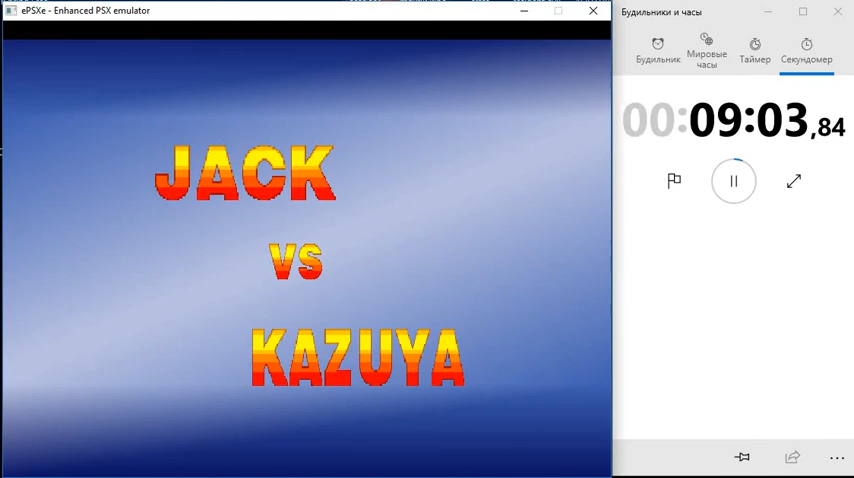 ePSXe - Enhanced PSX emulator
JACK
VS
KAZUYA
Будильники и часы
Будильник
Мировые
часы
Таймер
Секундомер
00:09:03,84